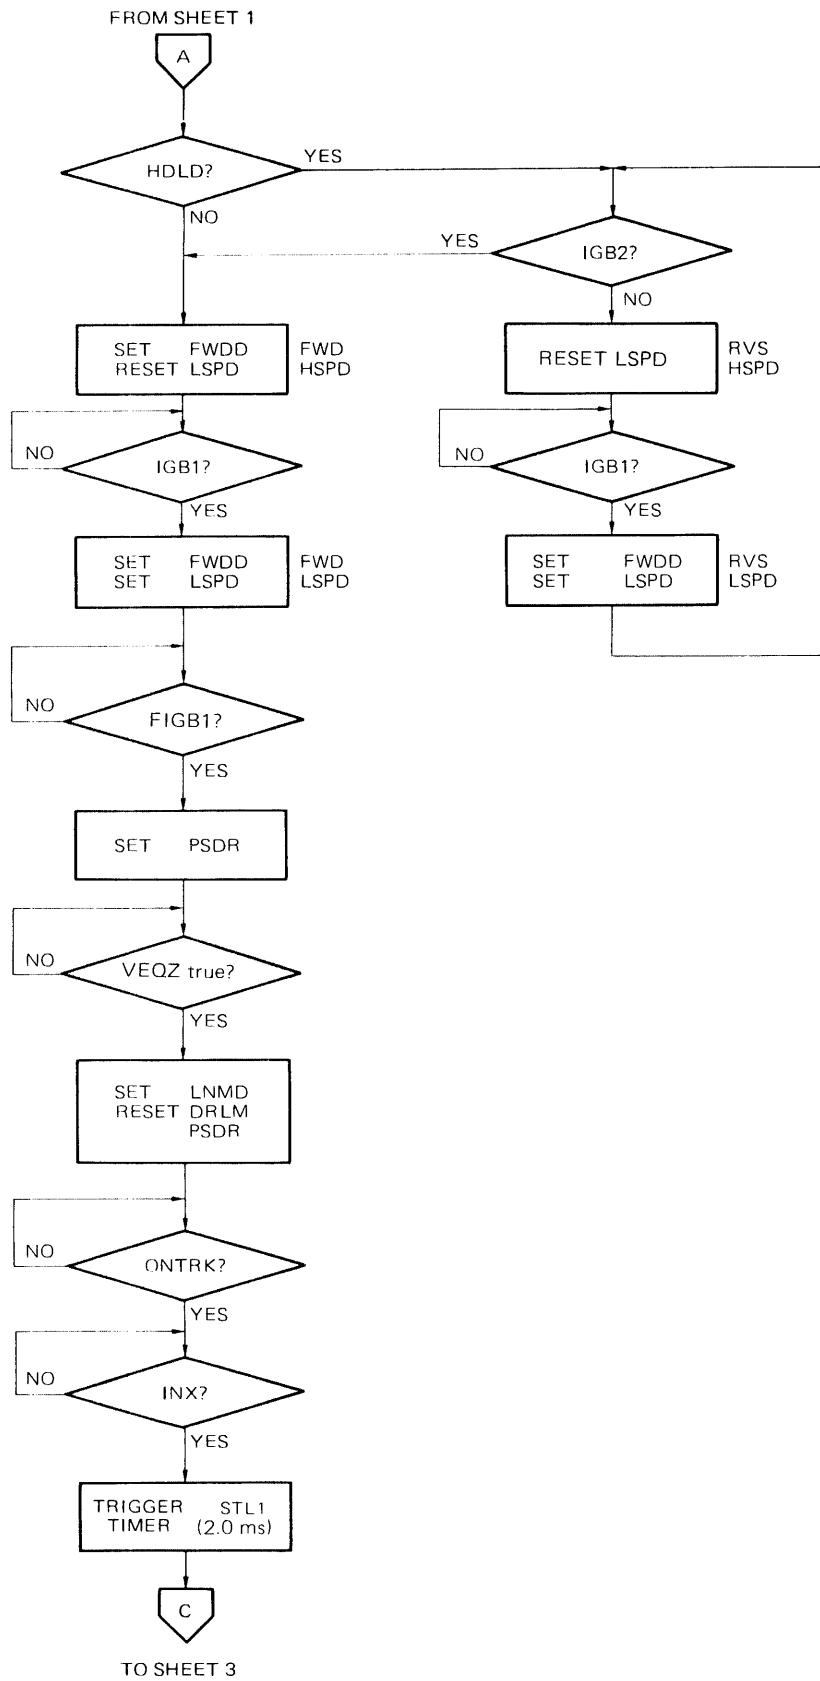 FROM SHEET 1
A
HDLD?
YES
NO
YES
IGB2?
NO
SET FWDD
RESET LSPD
FWD
HSPD
RESET LSPD
RVS
HSPD
NO
IGB1?
YES
NO
IGB1?
YES
SET FWDD
SET LSPD
FWD
LSPD
SET FWDD
SET LSPD
RVS
LSPD
NO
FIGB1?
YES
SET PSDR
NO
VEQZ true?
YES
SET LNMD
RESET DRLM
PSDR
NO
ONTRK?
YES
NO
INX?
YES
TRIGGER STL1
TIMER (2.0 ms)
C
TO SHEET 3